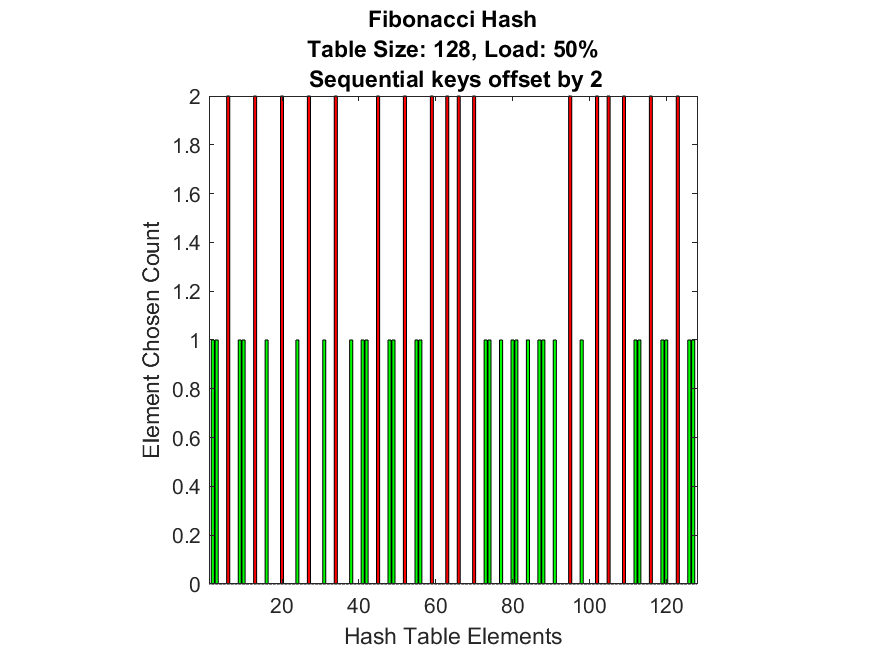 Fibonacci Hash
Table Size: 128, Load: 50%
Sequential keys offset by 2
2
1.8
1.6
1.4
1.2
1
0.8
0.6
0.4
0.2
0
Element Chosen Count
20 40 60 80 100 120
Hash Table Elements